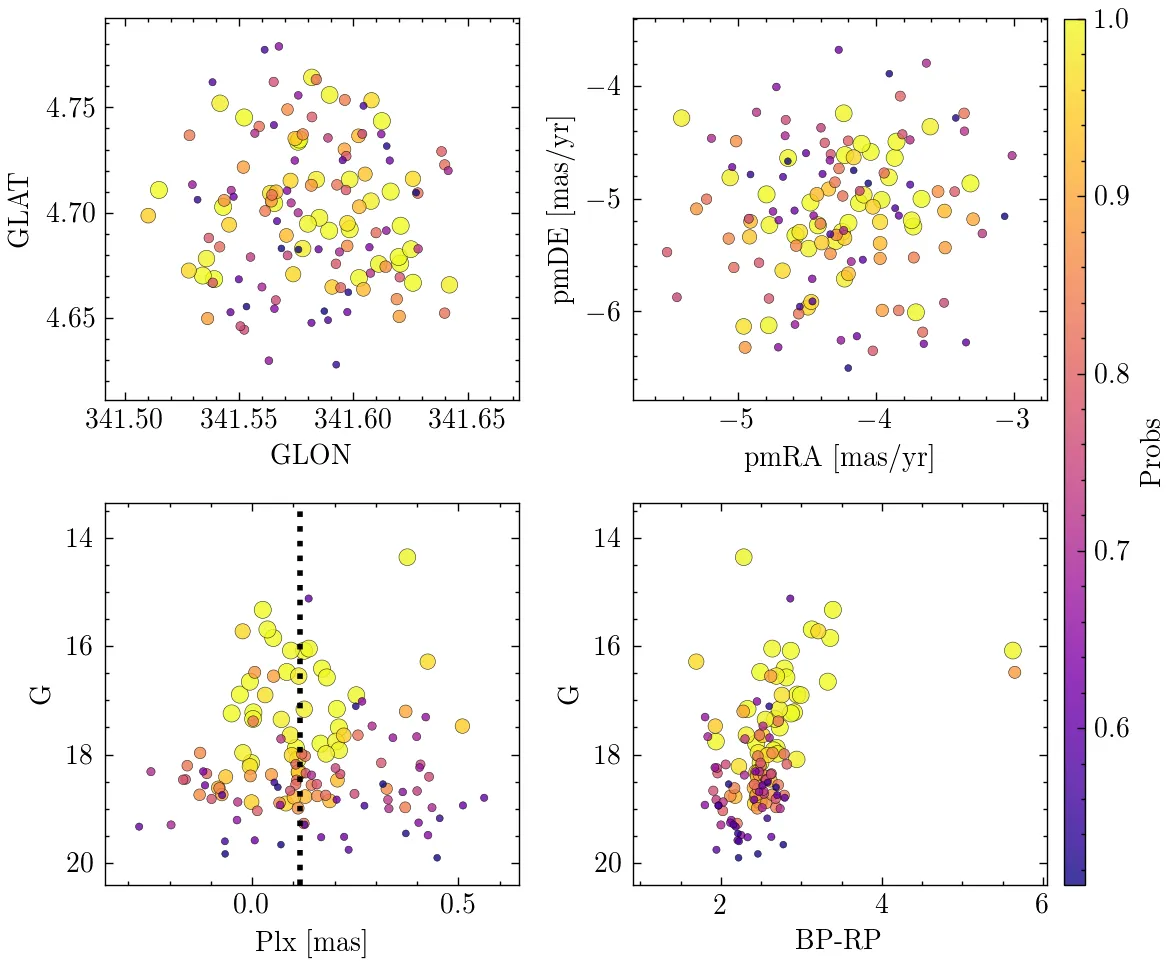 4.75
4.70
4.65
GLAT
341.50 341.55 341.60 341.65
GLON
−4
−5
−6
pmDE [mas/yr]
−5 −4 −3
pmRA [mas/yr]
1.0
0.9
0.8
0.7
0.6
Probs
14
16
18
20
G
0.0 0.5
Plx [mas]
14
16
18
20
G
2 4 6
BP-RP